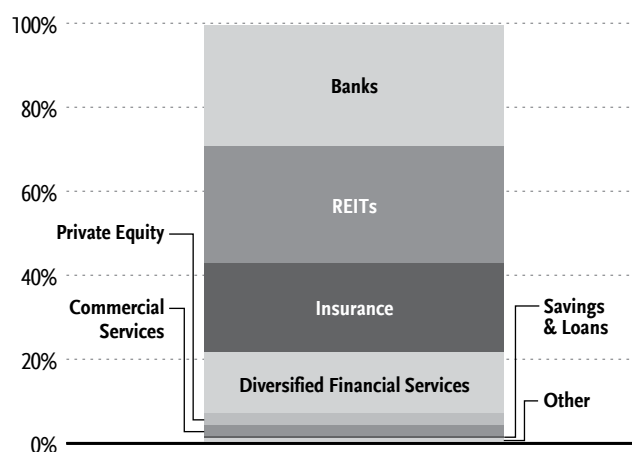 100%
Banks
80%
60%
REITs
Private Equity
40%
Commercial
Services
Insurance
Savings
& Loans
20%
Diversified Financial Services
Other
0%